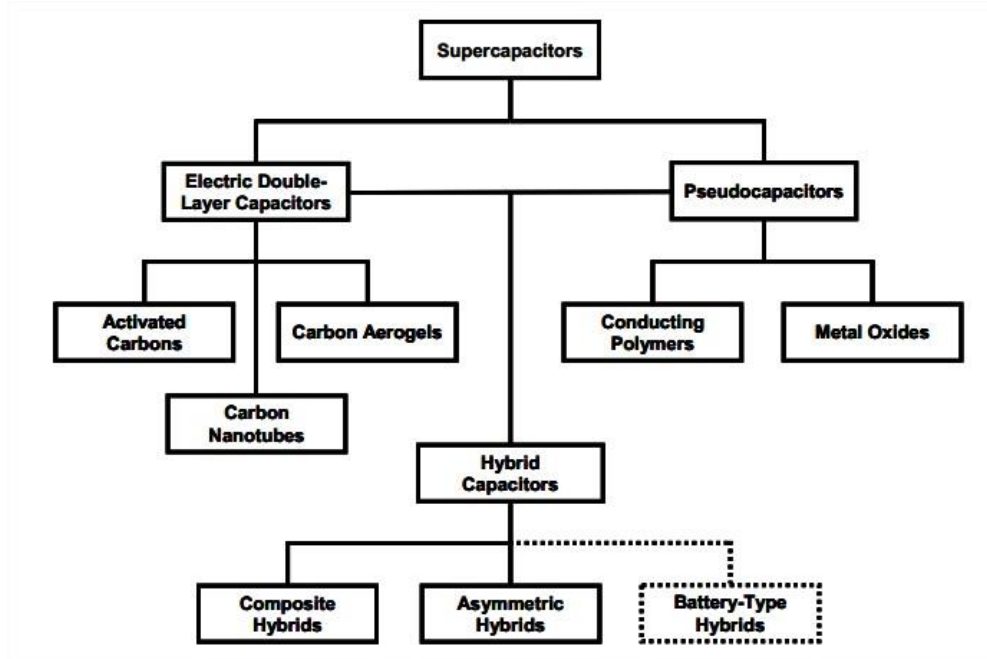 Supercapacitors
Electric Double-
Layer Capacitors
Pseudocapacitors
Activated
Carbons
Carbon Aerogels
Conducting
Polymers
Metal Oxides
Carbon
Nanotubes
Hybrid
Capacitors
Composite
Hybrids
Asymmetric
Hybrids
Battery-Type
Hybrids